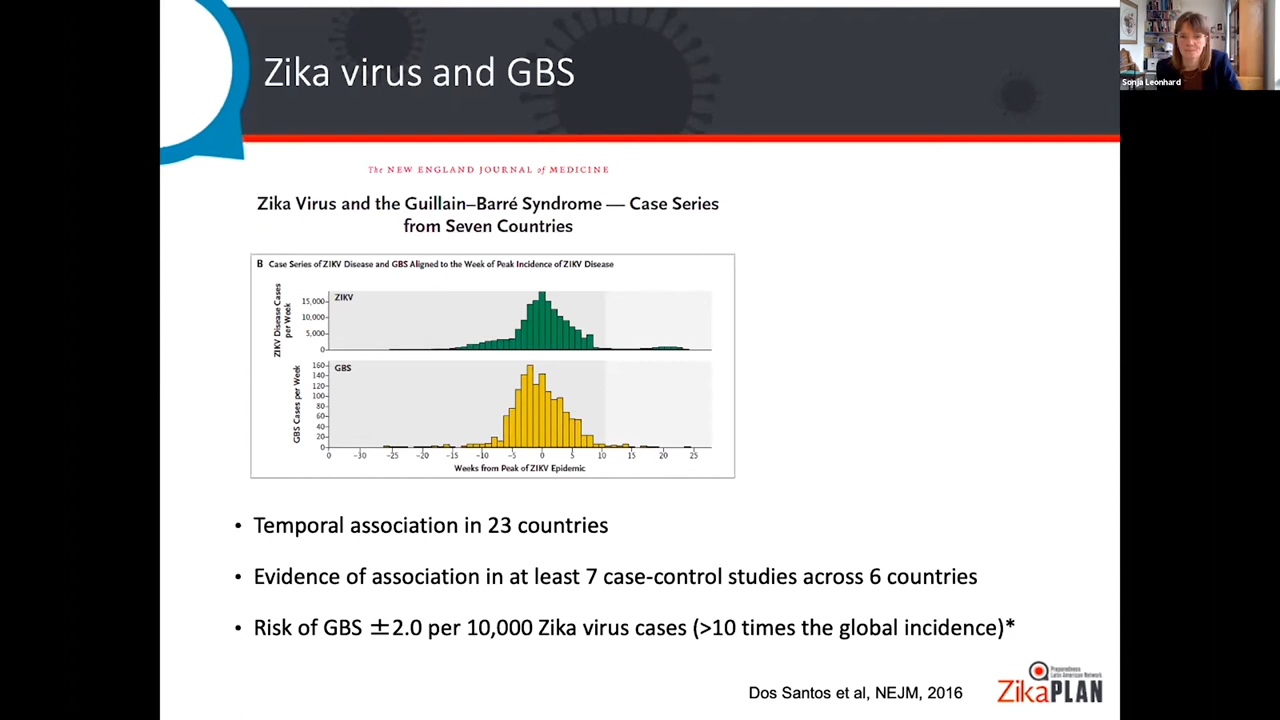 Zika virus and GBS
Sonja Leonhard
The NEW ENGLAND JOURNAL of MEDICINE
Zika Virus and the Guillain–Barré Syndrome — Case Series
from Seven Countries
B Case Series of ZIKV Disease and GBS Aligned to the Week of Peak Incidence of ZIKV Disease
ZIKV Disease Cases
per Week
ZIKV
15,000
10,000
5,000
0
GBS Cases per Week
GBS
160
140
120
100
80
60
40
20
0
0 −30 −25 −20 −15 −10 −5 0 5 10 15 20 25
Weeks from Peak of ZIKV Epidemic
• Temporal association in 23 countries
• Evidence of association in at least 7 case-control studies across 6 countries
• Risk of GBS ±2.0 per 10,000 Zika virus cases (>10 times the global incidence)*
Dos Santos et al, NEJM, 2016
Preparedness
Latin American Network
ZikaPLAN